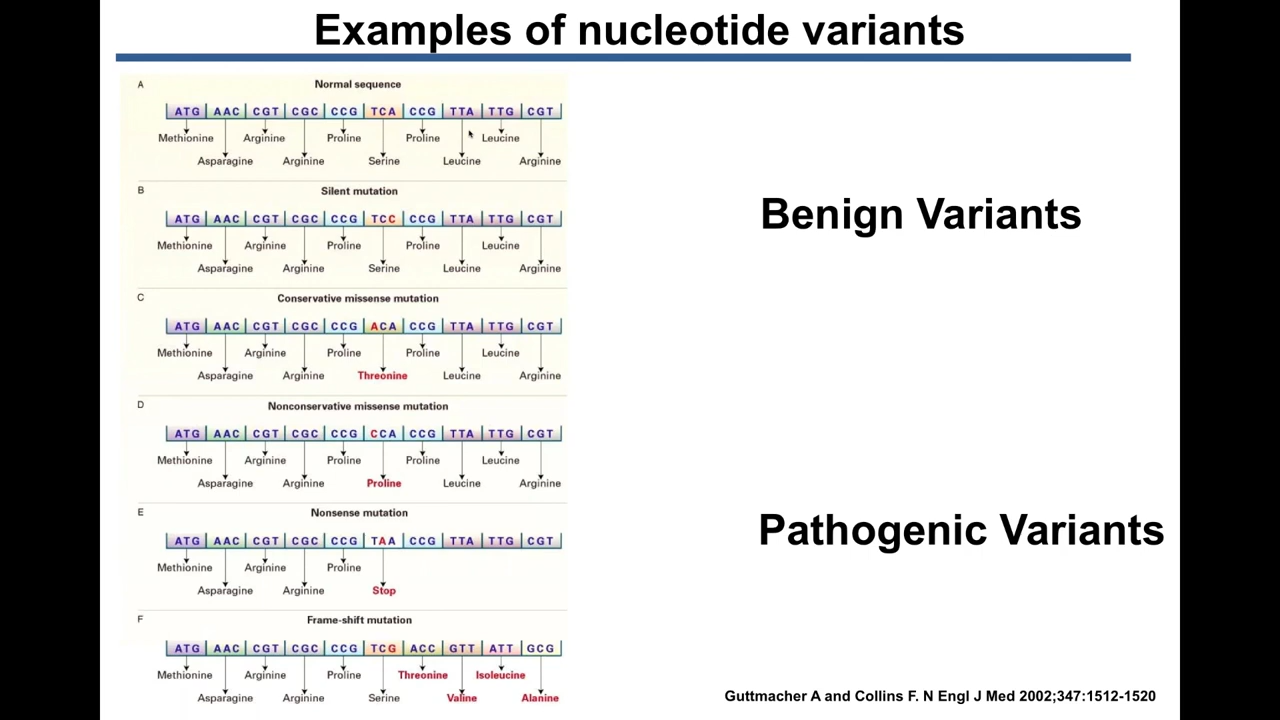 Examples of nucleotide variants
A
Normal sequence
ATG AAC CGT CGC CCG TCA CCG TTA TTG CGT
Methionine Arginine Proline Proline Leucine
Asparagine Arginine Serine Leucine Arginine
B
Silent mutation
ATG AAC CGT CGC CCG TCC CCG TTA TTG CGT
Methionine Arginine Proline Proline Leucine
Asparagine Arginine Serine Leucine Arginine
Benign Variants
C
Conservative missense mutation
ATG AAC CGT CGC CCG ACA CCG TTA TTG CGT
Methionine Arginine Proline Proline Leucine
Asparagine Arginine Threonine Leucine Arginine
D
Nonconservative missense mutation
ATG AAC CGT CGC CCG CCA CCG TTA TTG CGT
Methionine Arginine Proline Proline Leucine
Asparagine Arginine Proline Leucine Arginine
E
Nonsense mutation
ATG AAC CGT CGC CCG TAA CCG TTA TTG CGT
Methionine Arginine Proline
Asparagine Arginine Stop
Pathogenic Variants
F
Frame-shift mutation
ATG AAC CGT CGC CCG TCG ACC GTT ATT GCG
Methionine Arginine Proline Threonine Isoleucine
Asparagine Arginine Serine Valine Alanine
Guttmacher A and Collins F. N Engl J Med 2002;347:1512-1520